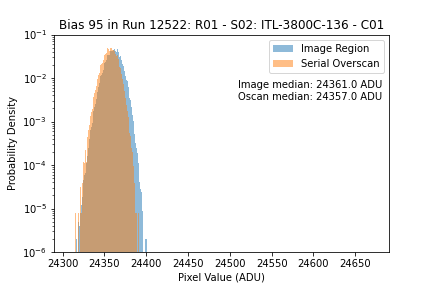 Bias 95 in Run 12522: R01 - S02: ITL-3800C-136 - C01
Image Region
Serial Overscan
Image median: 24361.0 ADU
Oscan median: 24357.0 ADU
Probability Density
10⁻¹
10⁻²
10⁻³
10⁻⁴
10⁻⁵
10⁻⁶
24300 24350 24400 24450 24500 24550 24600 24650
Pixel Value (ADU)